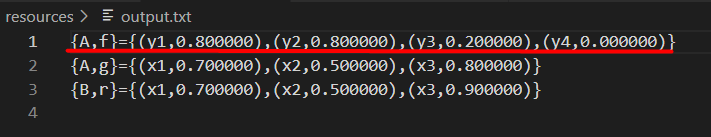 resources > output.txt
1 {A,f}={(y1,0.800000),(y2,0.800000),(y3,0.200000),(y4,0.000000)}
2 {A,g}={(x1,0.700000),(x2,0.500000),(x3,0.800000)}
3 {B,r}={(x1,0.700000),(x2,0.500000),(x3,0.900000)}
4